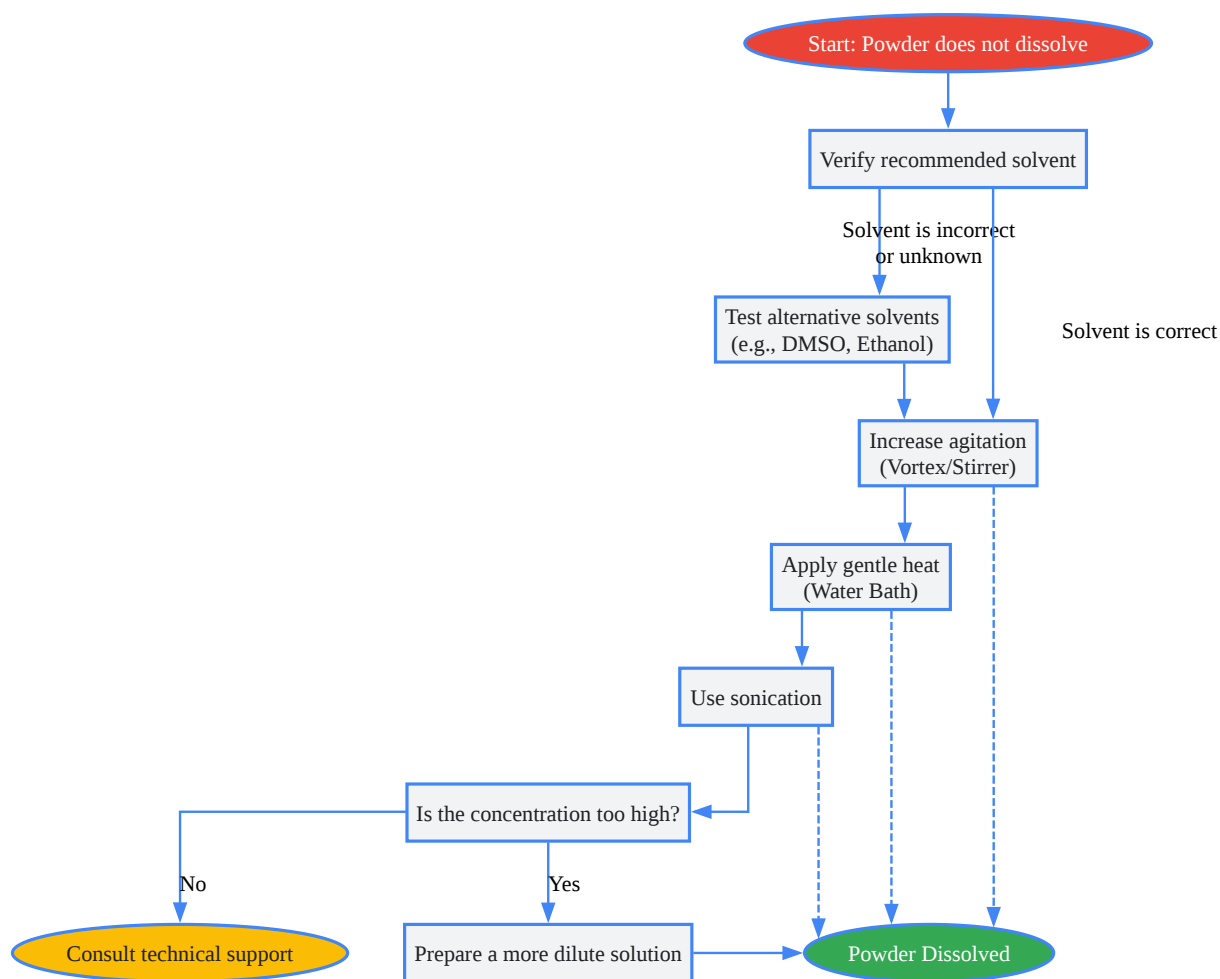 Start: Powder does not dissolve
Verify recommended solvent
Solvent is incorrect
or unknown
Test alternative solvents
(e.g., DMSO, Ethanol)
Solvent is correct
Increase agitation
(Vortex/Stirrer)
Apply gentle heat
(Water Bath)
Use sonication
Is the concentration too high?
No
Yes
Consult technical support
Prepare a more dilute solution
Powder Dissolved